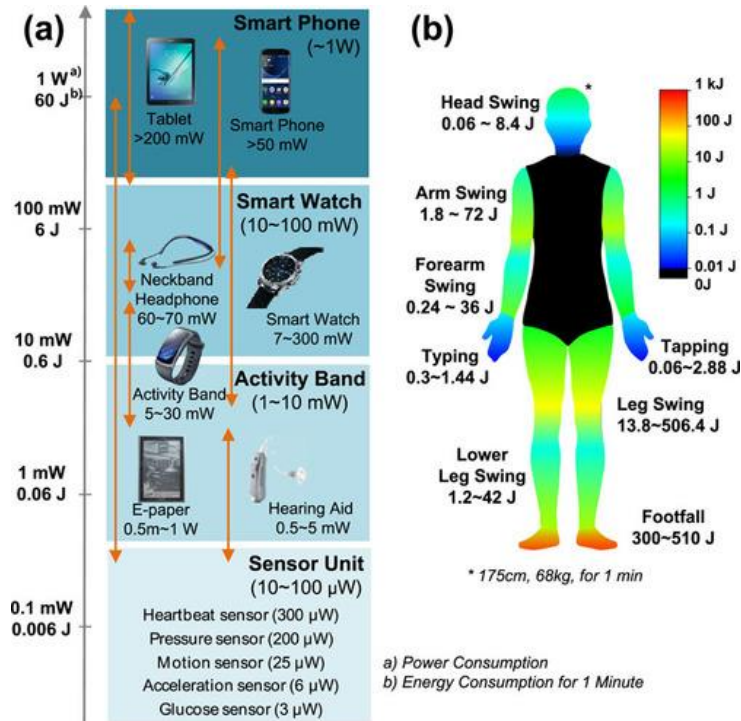 (a)
Smart Phone
(~1W)
1 Wa)
60 Jb)
Tablet
>200 mW
Smart Phone
>50 mW
100 mW
6 J
Smart Watch
(10~100 mW)
Neckband
Headphone
60~70 mW
Smart Watch
7~300 mW
10 mW
0.6 J
Activity Band
5~30 mW
Activity Band
(1~10 mW)
1 mW
0.06 J
E-paper
0.5m~1 W
Hearing Aid
0.5~5 mW
Sensor Unit
(10~100 µW)
0.1 mW
0.006 J
Heartbeat sensor (300 µW)
Pressure sensor (200 µW)
Motion sensor (25 µW)
Acceleration sensor (6 µW)
Glucose sensor (3 µW)
(b)
*
Head Swing
0.06 ~ 8.4 J
Arm Swing
1.8 ~ 72 J
Forearm
Swing
0.24 ~ 36 J
Typing
0.3~1.44 J
Tapping
0.06~2.88 J
Leg Swing
13.8~506.4 J
Lower
Leg Swing
1.2~42 J
Footfall
300~510 J
1 kJ
100 J
10 J
1 J
0.1 J
0.01 J
0J
* 175cm, 68kg, for 1 min
a) Power Consumption
b) Energy Consumption for 1 Minute